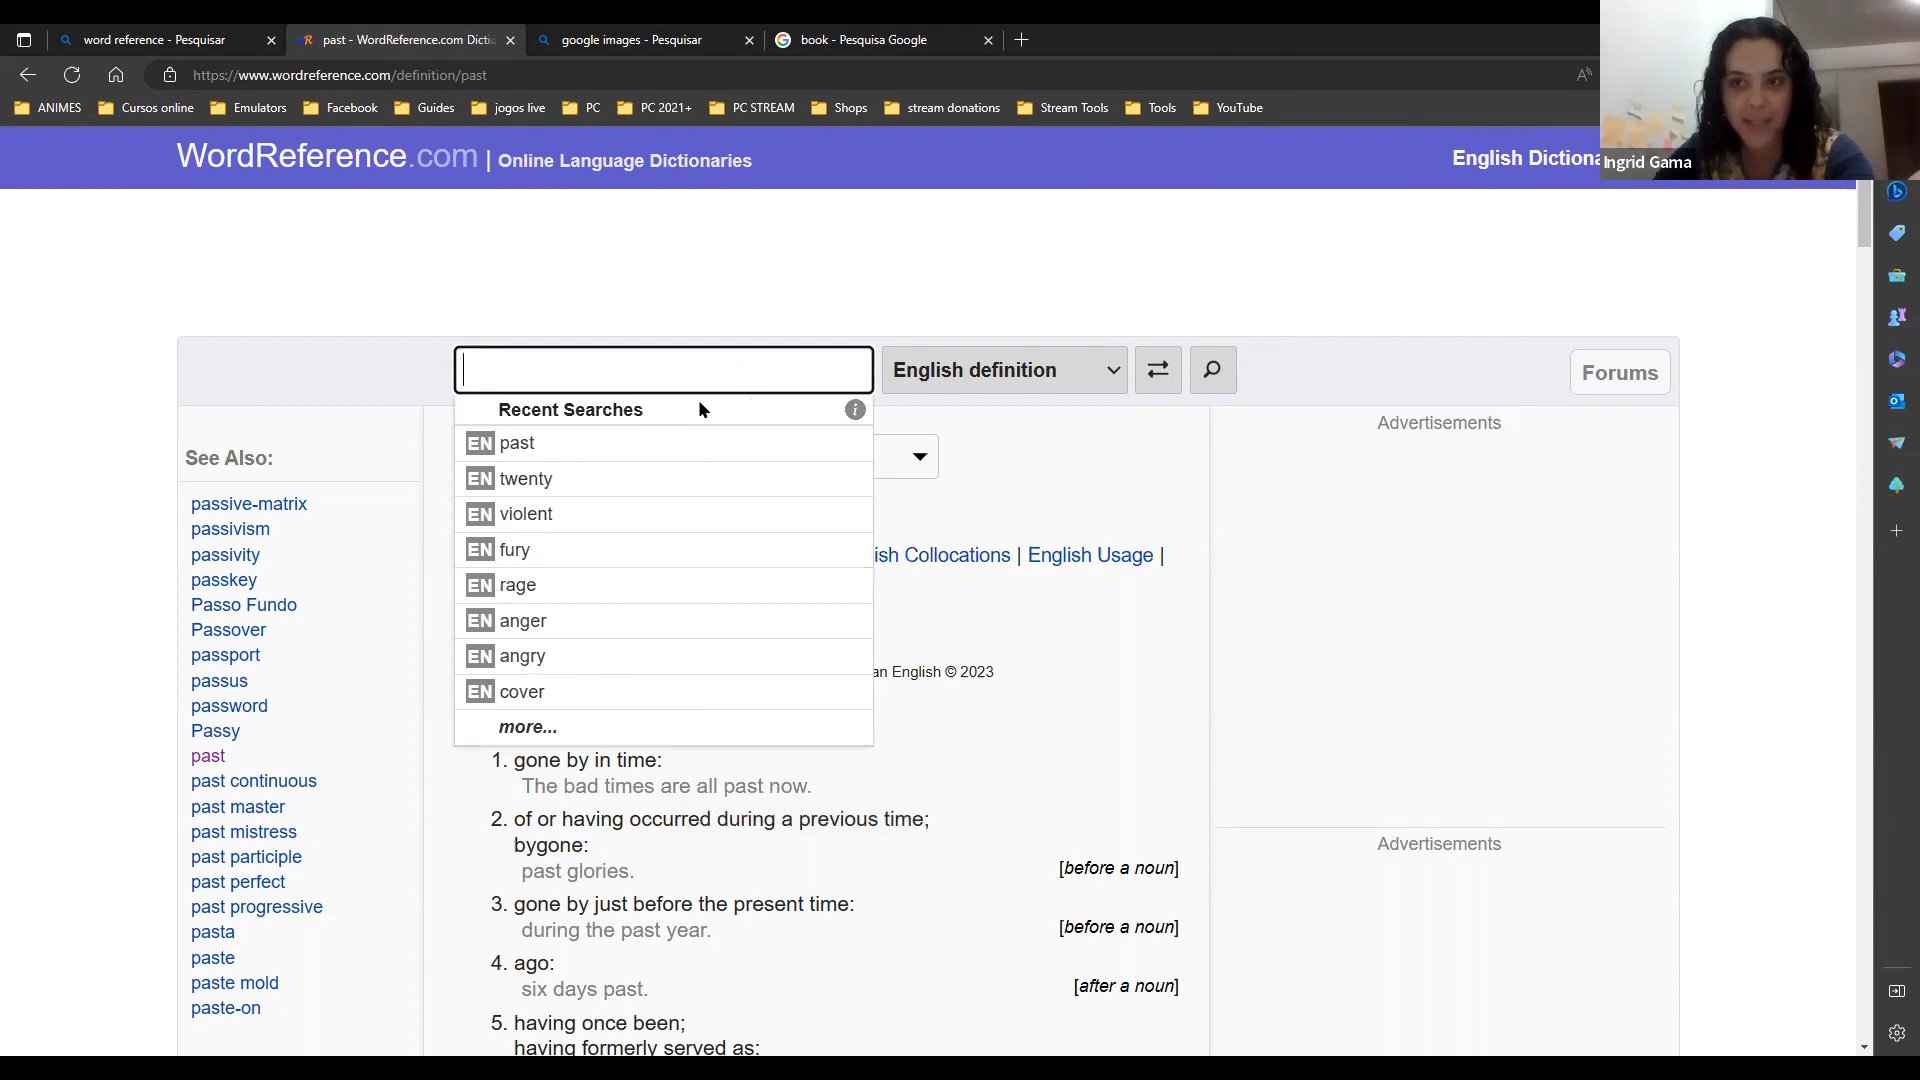 word reference - Pesquisar
past - WordReference.com Dicti
google images - Pesquisar
book - Pesquisa Google
https://www.wordreference.com/definition/past
ANIMES
Cursos online
Emulators
Facebook
Guides
jogos live
PC
PC 2021+
PC STREAM
Shops
stream donations
Stream Tools
Tools
YouTube
Ingrid Gama
WordReference.com | Online Language Dictionaries
English Dictiona
English definition
Forums
Recent Searches
EN past
EN twenty
EN violent
EN fury
EN rage
EN anger
EN angry
EN cover
more...
See Also:
passive-matrix
passivism
passivity
passkey
Passo Fundo
Passover
passport
passus
password
Passy
past
past continuous
past master
past mistress
past participle
past perfect
past progressive
pasta
paste
paste mold
paste-on
ish Collocations | English Usage |
an English © 2023
1. gone by in time:
The bad times are all past now.
2. of or having occurred during a previous time;
bygone:
past glories.
[before a noun]
3. gone by just before the present time:
during the past year.
[before a noun]
4. ago:
six days past.
[after a noun]
5. having once been;
having formerly served as:
Advertisements
Advertisements